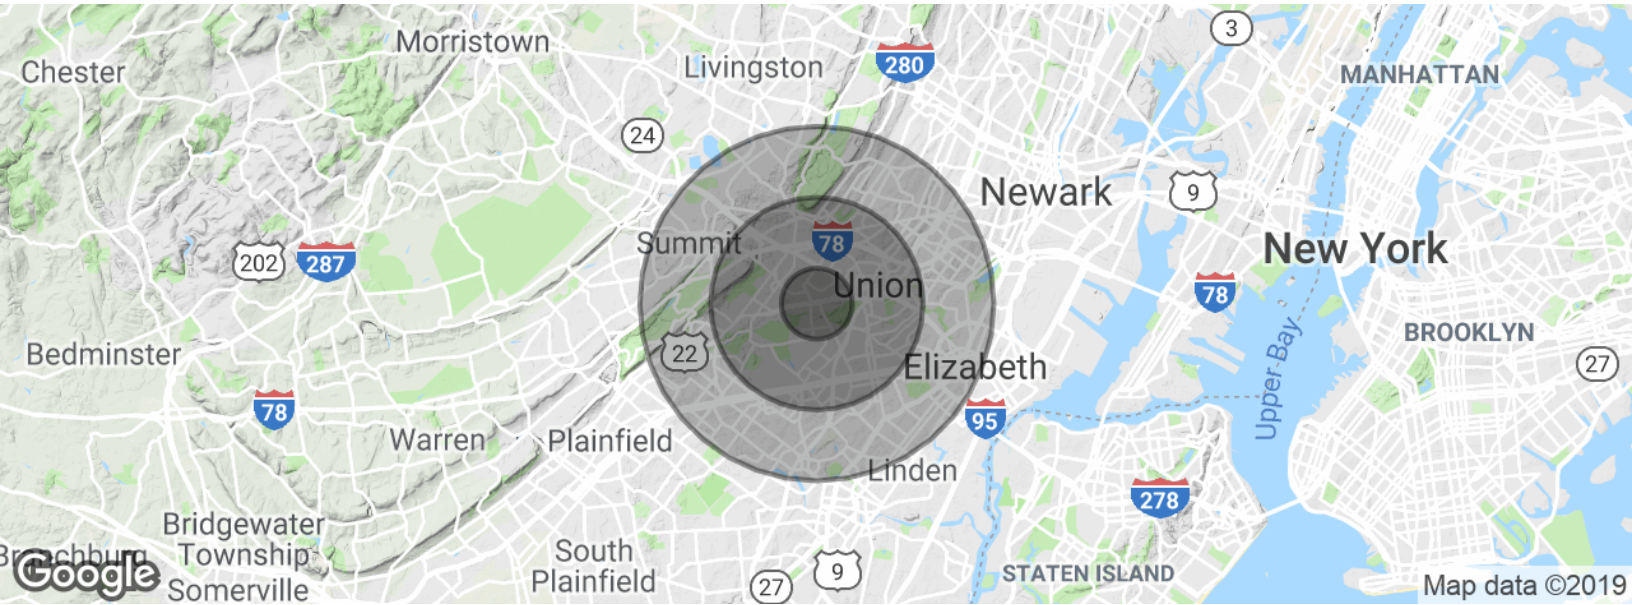 Morristown
Chester
Livingston
280
3
MANHATTAN
24
Newark
9
Summit
78
New York
202
287
Union
78
Upper Bay
BROOKLYN
Bedminster
22
Elizabeth
27
78
95
Warren
Plainfield
Linden
278
Bridgewater
Township
Branchburg
Somerville
South
Plainfield
9
27
STATEN ISLAND
Google
Map data ©2019